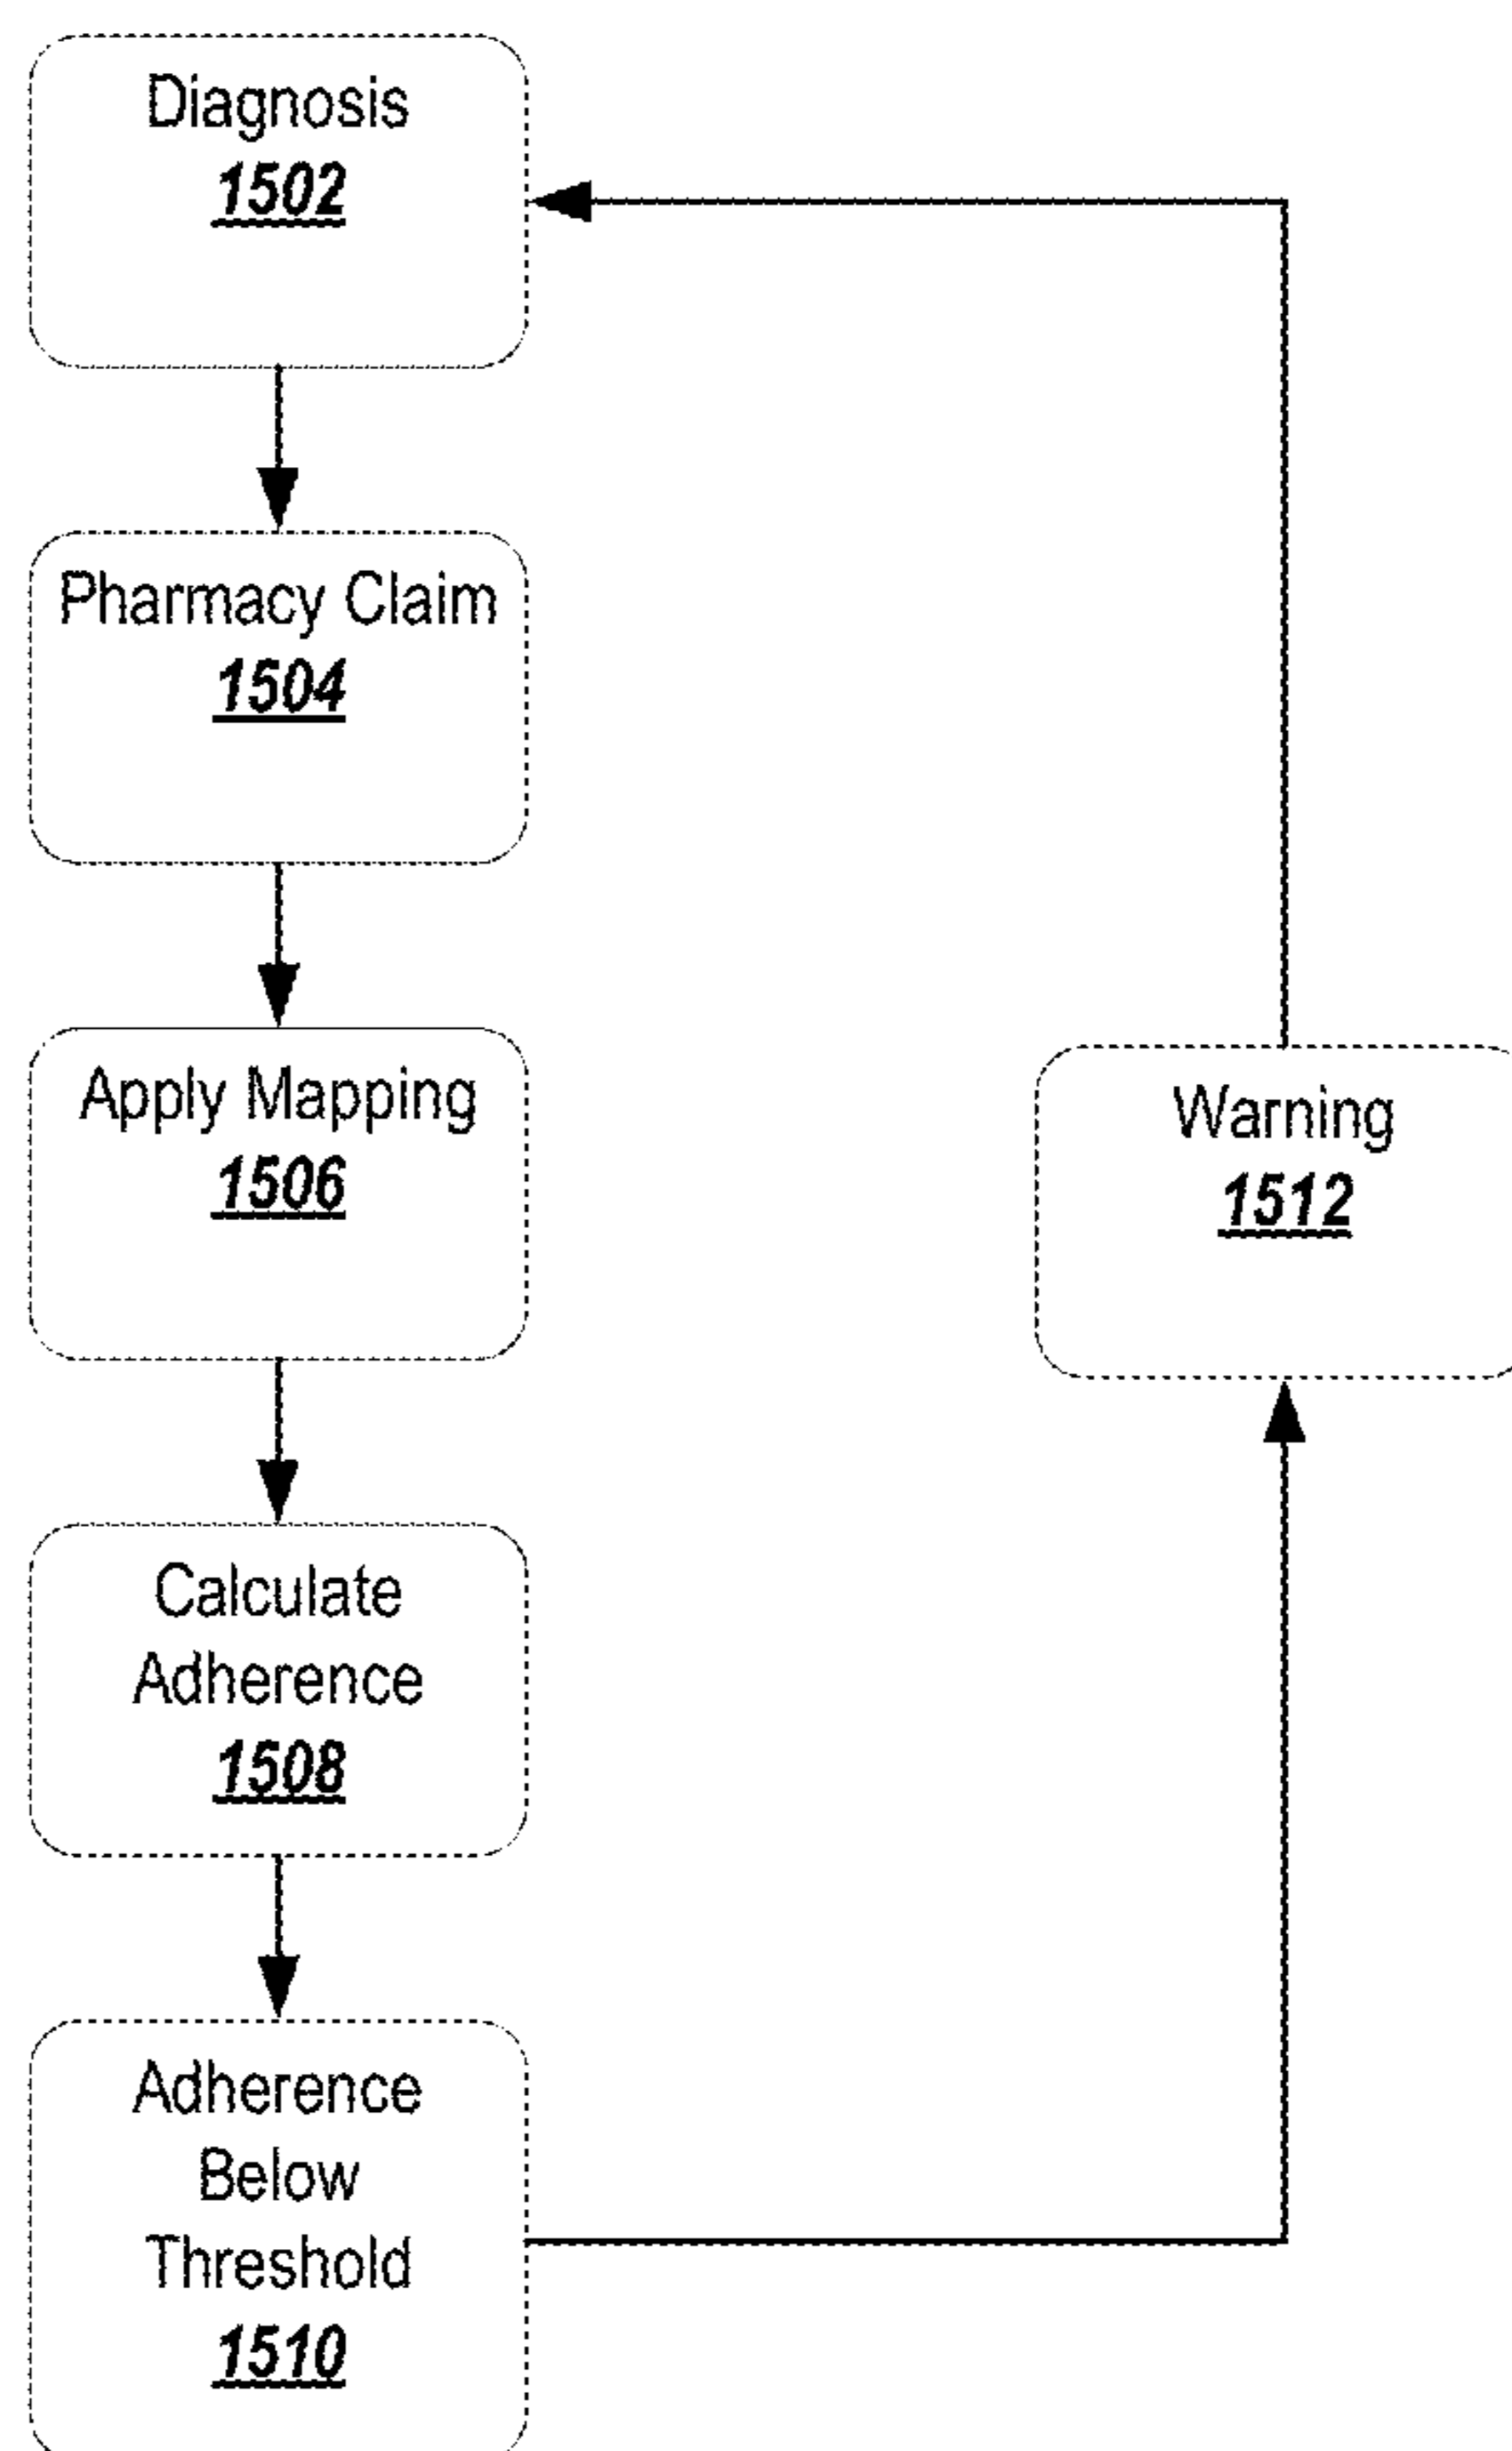 Diagnosis
1502
Pharmacy Claim
1504
Apply Mapping
1506
Warning
1512
Calculate
Adherence
1508
Adherence
Below
Threshold
1510